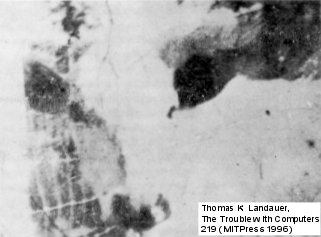 Thomas K Landauer,
The Trouble with Computers
219 (MITPress 1996)